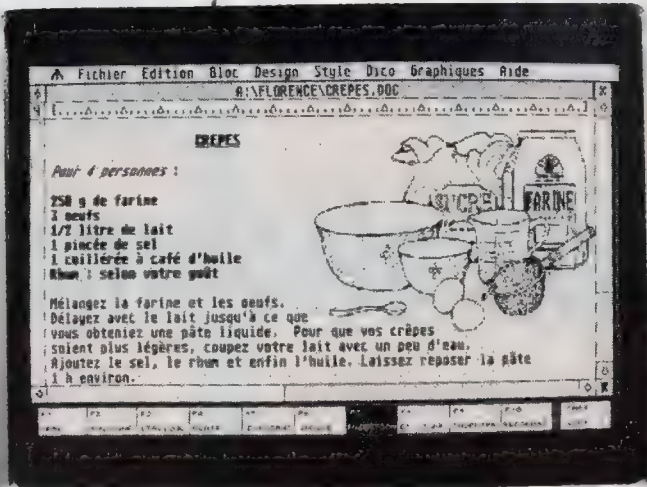 Fichier Edition Bloc Design Style Dico Graphiques Aide
A:\FLORENCE\CREPES.DOC
CREPES
Pour 4 personnes :
250 g de farine
3 oeufs
1/2 litre de lait
1 pincée de sel
1 cuillérée à café d'huile
Rhum : selon votre goût
SUCRE
FARINE
Mélangez la farine et les oeufs.
Délayez avec le lait jusqu'à ce que
vous obteniez une pâte liquide. Pour que vos crêpes
soient plus légères, coupez votre lait avec un peu d'eau.
Ajoutez le sel, le rhum et enfin l'huile. Laissez reposer la pâte
1 h environ.